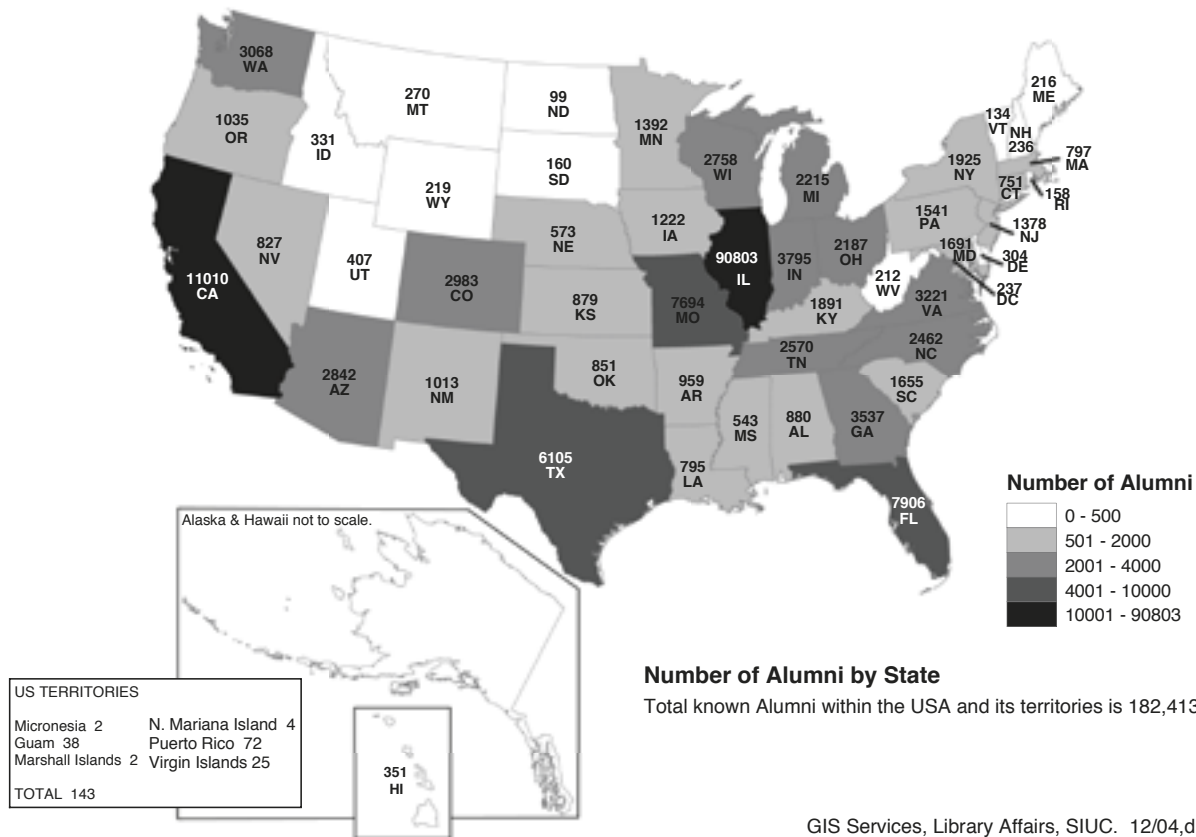 3068
WA
1035
OR
331
ID
270
MT
99
ND
160
SD
219
WY
827
NV
407
UT
11010
CA
2983
CO
2842
AZ
1013
NM
573
NE
879
KS
851
OK
6105
TX
1392
MN
1222
IA
7694
MO
959
AR
795
LA
2758
WI
90803
IL
2215
MI
3795
IN
2187
OH
1891
KY
2570
TN
543
MS
880
AL
3537
GA
7906
FL
1655
SC
2462
NC
3221
VA
212
WV
1691
MD
237
DC
304
DE
1378
NJ
1541
PA
1925
NY
751
CT
158
RI
797
MA
134
VT
NH
236
216
ME
Number of Alumni
0 - 500
501 - 2000
2001 - 4000
4001 - 10000
10001 - 90803
Alaska & Hawaii not to scale.
351
HI
US TERRITORIES
Micronesia 2
Guam 38
Marshall Islands 2
N. Mariana Island 4
Puerto Rico 72
Virgin Islands 25
TOTAL 143
Number of Alumni by State
Total known Alumni within the USA and its territories is 182,413
GIS Services, Library Affairs, SIUC. 12/04,d